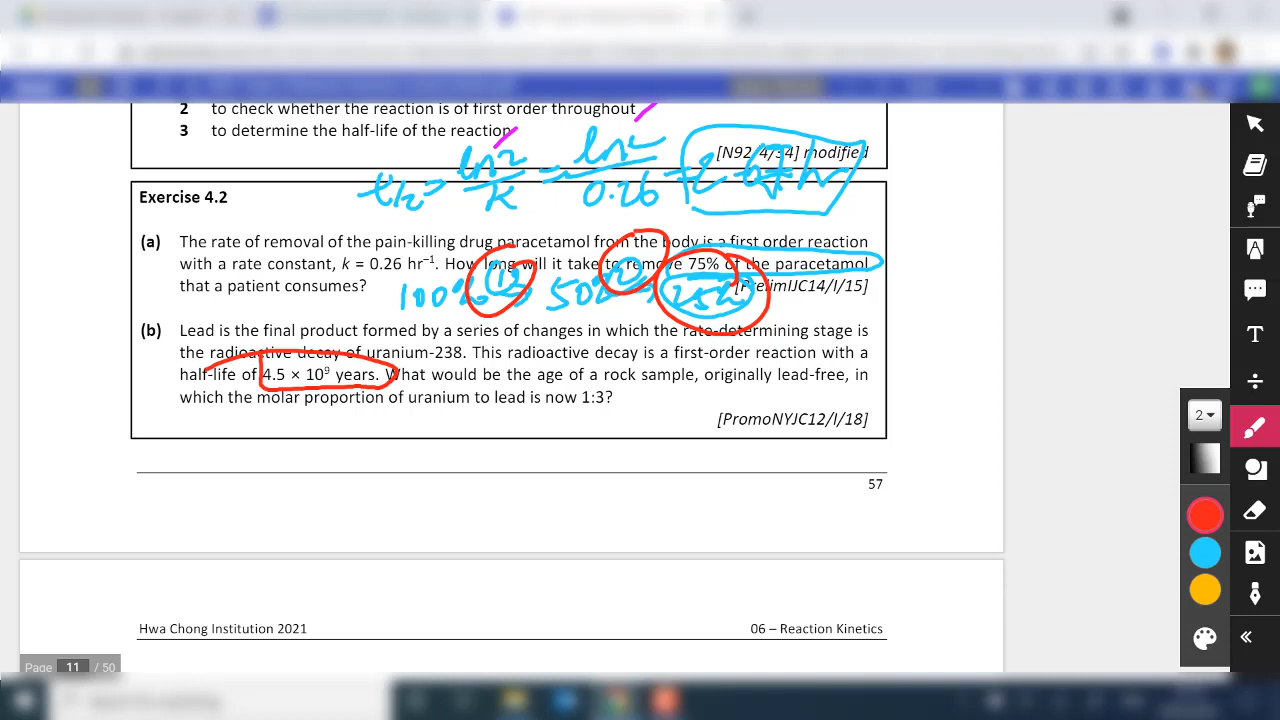 2 to check whether the reaction is of first order throughout
3 to determine the half-life of the reaction
[N92/4/34] modified
t1/2 = ln2/k = ln2/0.26 = 2.67 hr
Exercise 4.2
(a) The rate of removal of the pain-killing drug paracetamol from the body is a first order reaction
with a rate constant, k = 0.26 hr⁻¹. How long will it take to remove 75% of the paracetamol
that a patient consumes? [PrelimIJC14/I/15]
100% ① 50% ② 25%
(b) Lead is the final product formed by a series of changes in which the rate-determining stage is
the radioactive decay of uranium-238. This radioactive decay is a first-order reaction with a
half-life of 4.5 × 10⁹ years. What would be the age of a rock sample, originally lead-free, in
which the molar proportion of uranium to lead is now 1:3?
[PromoNYJC12/I/18]
57
Hwa Chong Institution 2021 06 – Reaction Kinetics
Page 11 / 50
2
T